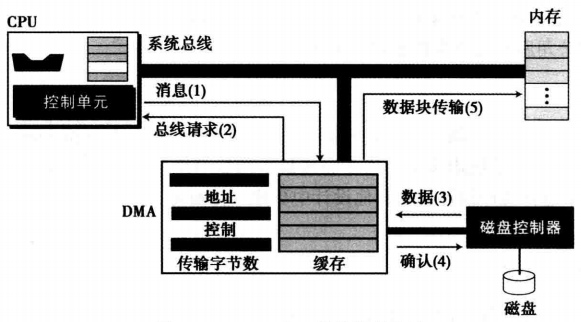 CPU
内存
系统总线
消息(1)
控制单元
总线请求(2)
数据块传输(5)
DMA
地址
控制
传输字节数
缓存
数据(3)
确认(4)
磁盘控制器
磁盘